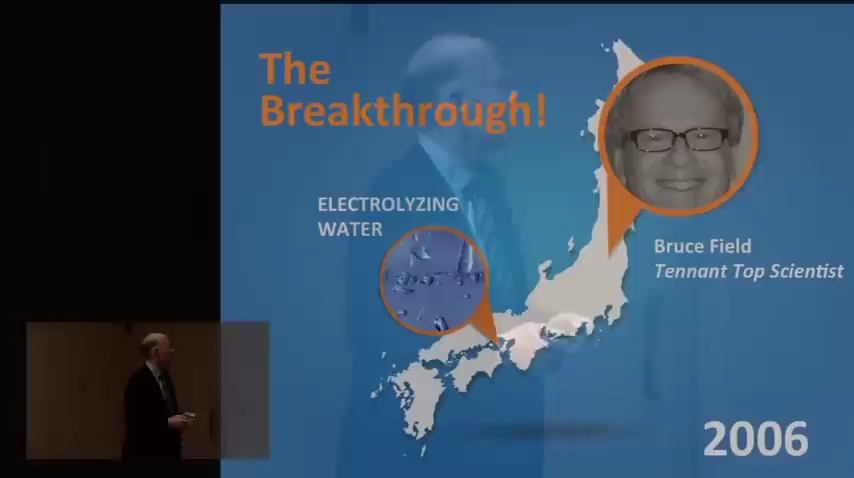 The
Breakthrough!
ELECTROLYZING
WATER
Bruce Field
Tennant Top Scientist
2006